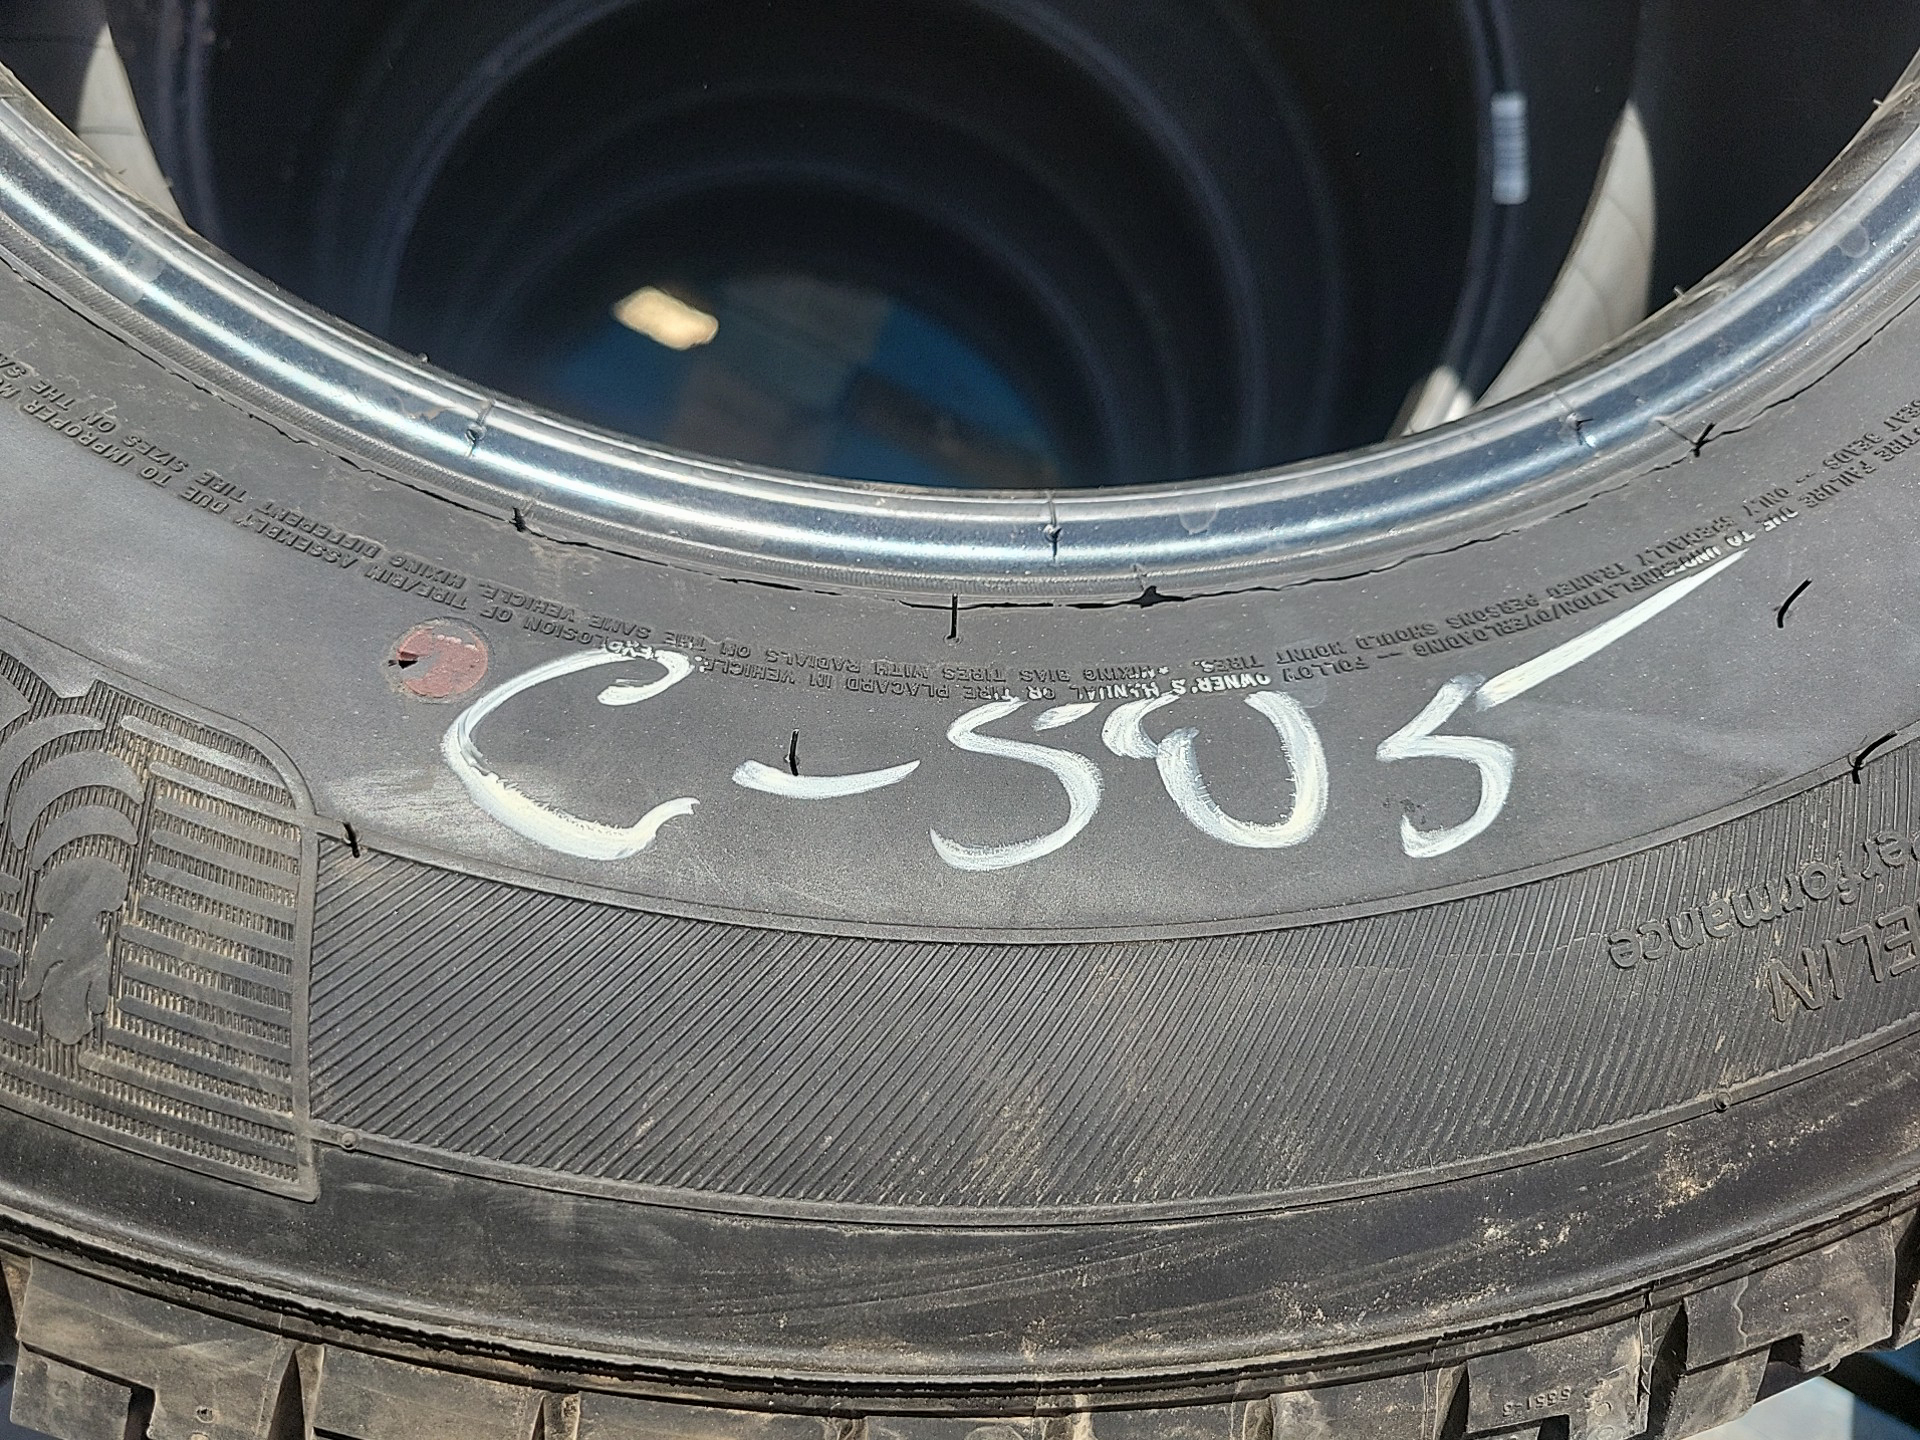 C-505
TIRE FAILURE DUE TO UNDERINFLATION/OVERLOADING -- FOLLOW OWNER'S MANUAL OR TIRE PLACARD IN VEHICLE.
EXPLOSION OF TIRE/RIM ASSEMBLY DUE TO IMPROPER
SEAT BEADS -- ONLY SPECIALLY TRAINED PERSONS SHOULD MOUNT TIRES.
MIXING BIAS TIRES WITH RADIALS ON THE SAME VEHICLE. MIXING DIFFERENT TIRE SIZES ON THE
ELIN
Performance